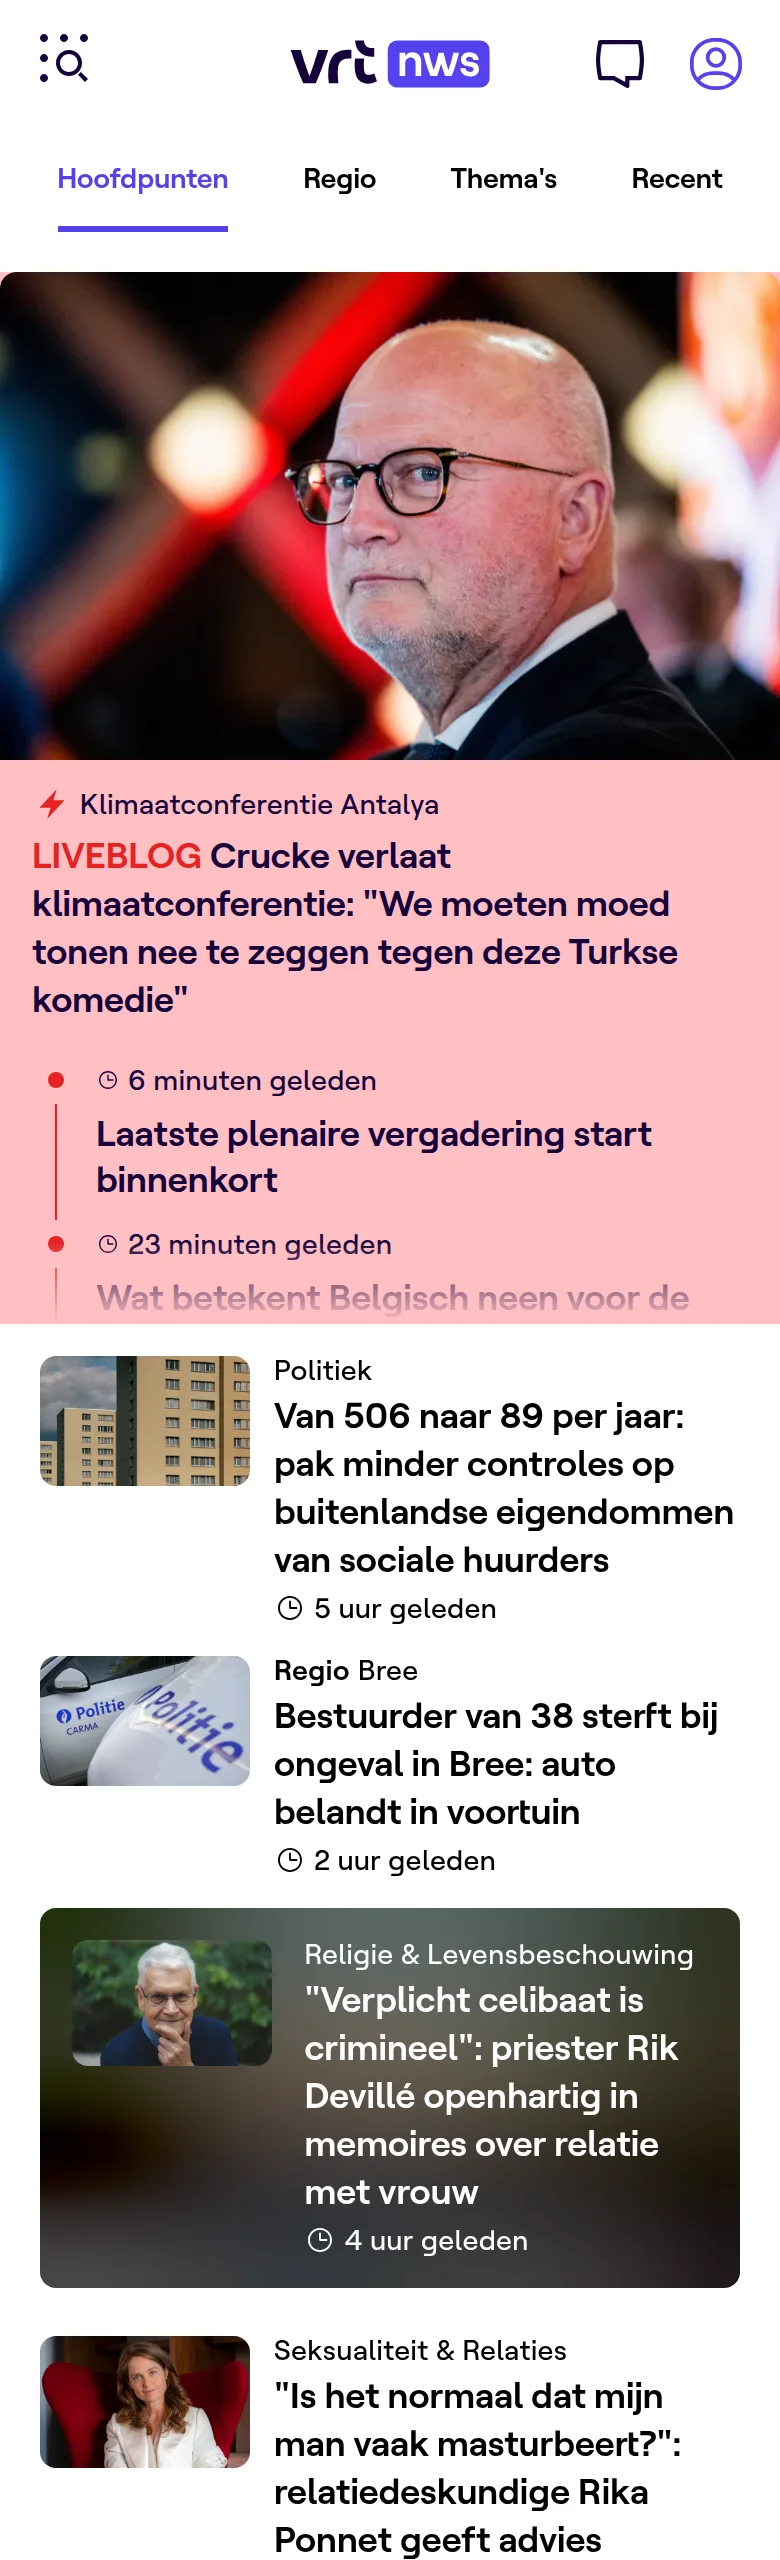 vrt nws
Hoofdpunten Regio Thema's Recent
Klimaatconferentie Antalya
LIVEBLOG Crucke verlaat
klimaatconferentie: "We moeten moed
tonen nee te zeggen tegen deze Turkse
komedie"
6 minuten geleden
Laatste plenaire vergadering start
binnenkort
23 minuten geleden
Wat betekent Belgisch neen voor de
Politiek
Van 506 naar 89 per jaar:
pak minder controles op
buitenlandse eigendommen
van sociale huurders
5 uur geleden
Politie
CARMA
Politie
Regio Bree
Bestuurder van 38 sterft bij
ongeval in Bree: auto
belandt in voortuin
2 uur geleden
Religie & Levensbeschouwing
"Verplicht celibaat is
crimineel": priester Rik
Devillé openhartig in
memoires over relatie
met vrouw
4 uur geleden
Seksualiteit & Relaties
"Is het normaal dat mijn
man vaak masturbeert?":
relatiedeskundige Rika
Ponnet geeft advies